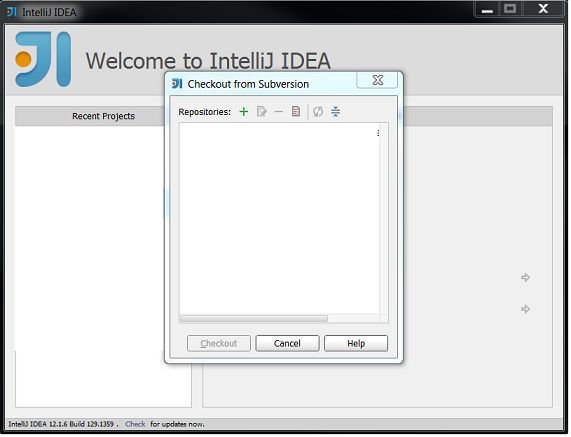 IntelliJ IDEA
Welcome to IntelliJ IDEA
Checkout from Subversion
Recent Projects
Repositories:
Checkout
Cancel
Help
IntelliJ IDEA 12.1.6 Build 129.1359 . Check for updates now.